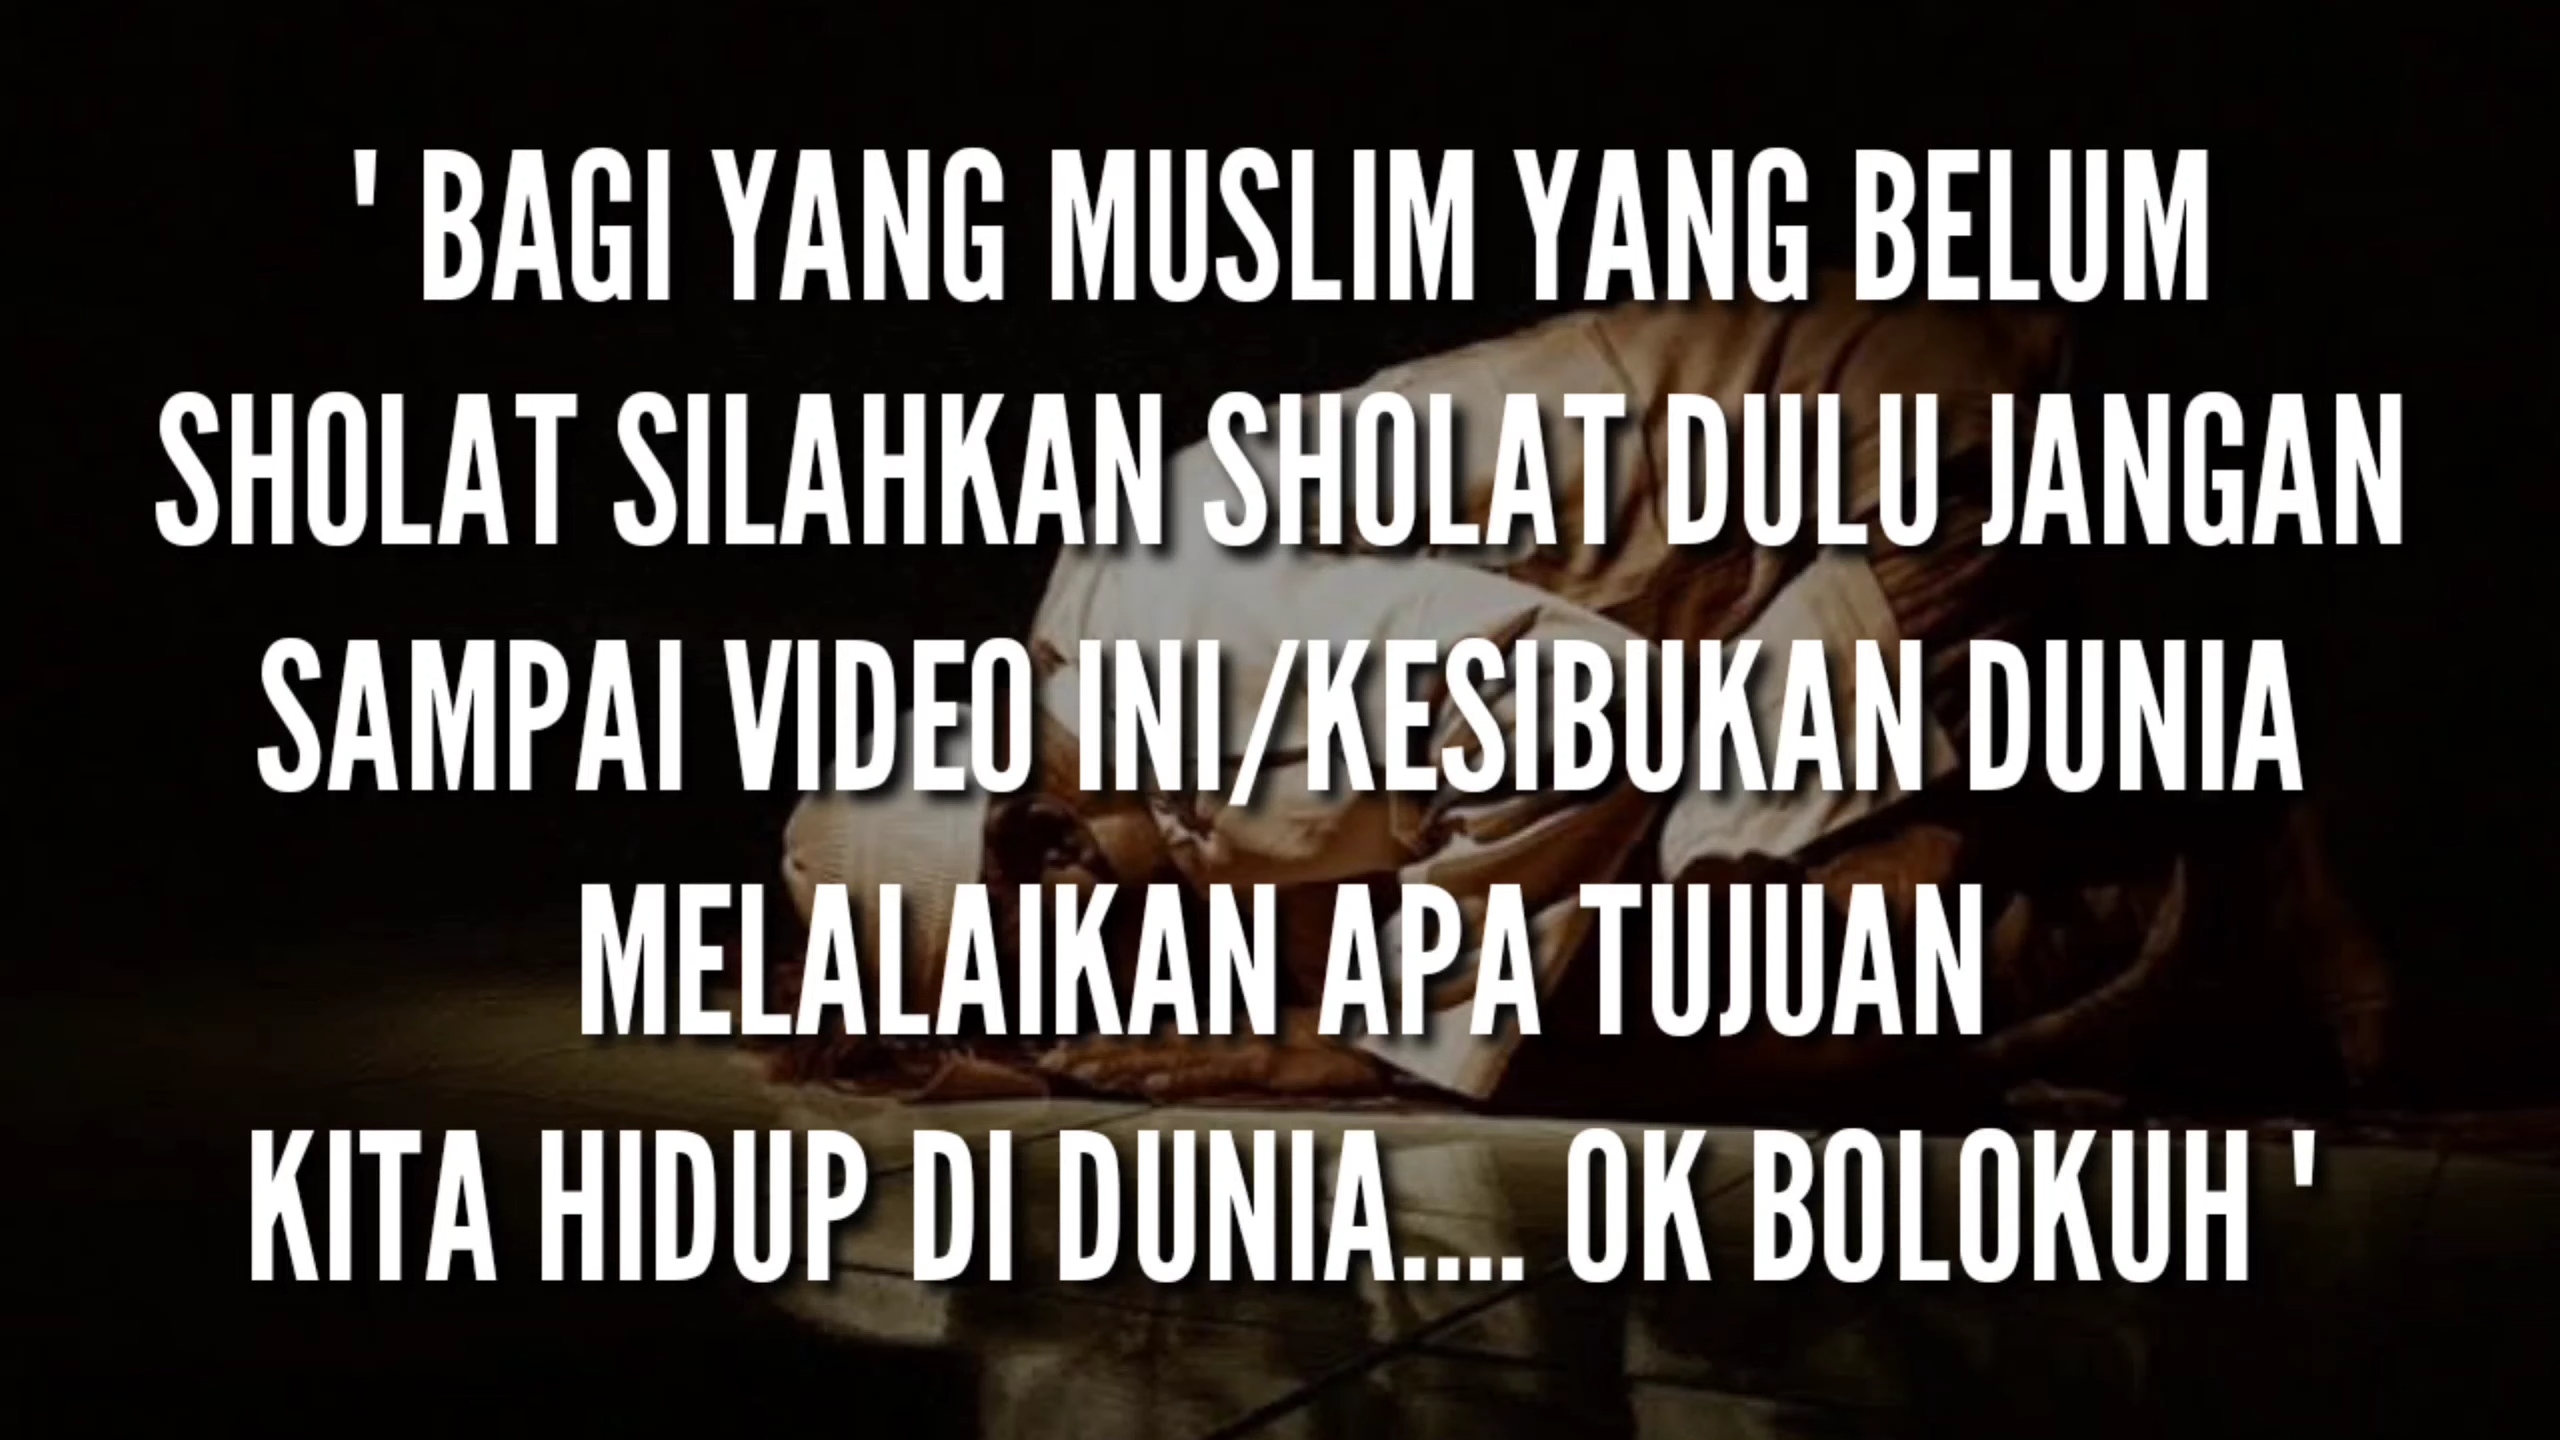 ' BAGI YANG MUSLIM YANG BELUM
SHOLAT SILAHKAN SHOLAT DULU JANGAN
SAMPAI VIDEO INI/KESIBUKAN DUNIA
MELALAIKAN APA TUJUAN
KITA HIDUP DI DUNIA.... OK BOLOKUH '